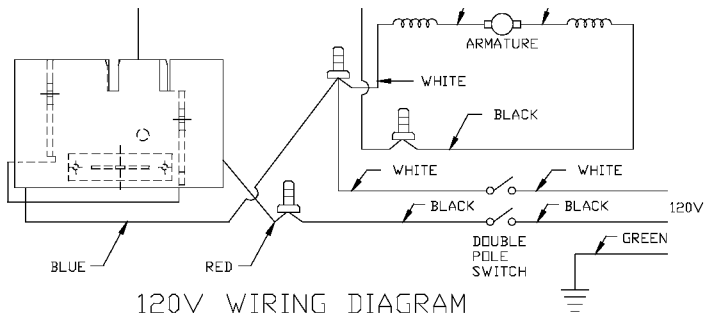 ARMATURE
WHITE
BLACK
WHITE
WHITE
BLACK
BLACK
120V
DOUBLE
POLE
SWITCH
GREEN
BLUE
RED
120V WIRING DIAGRAM